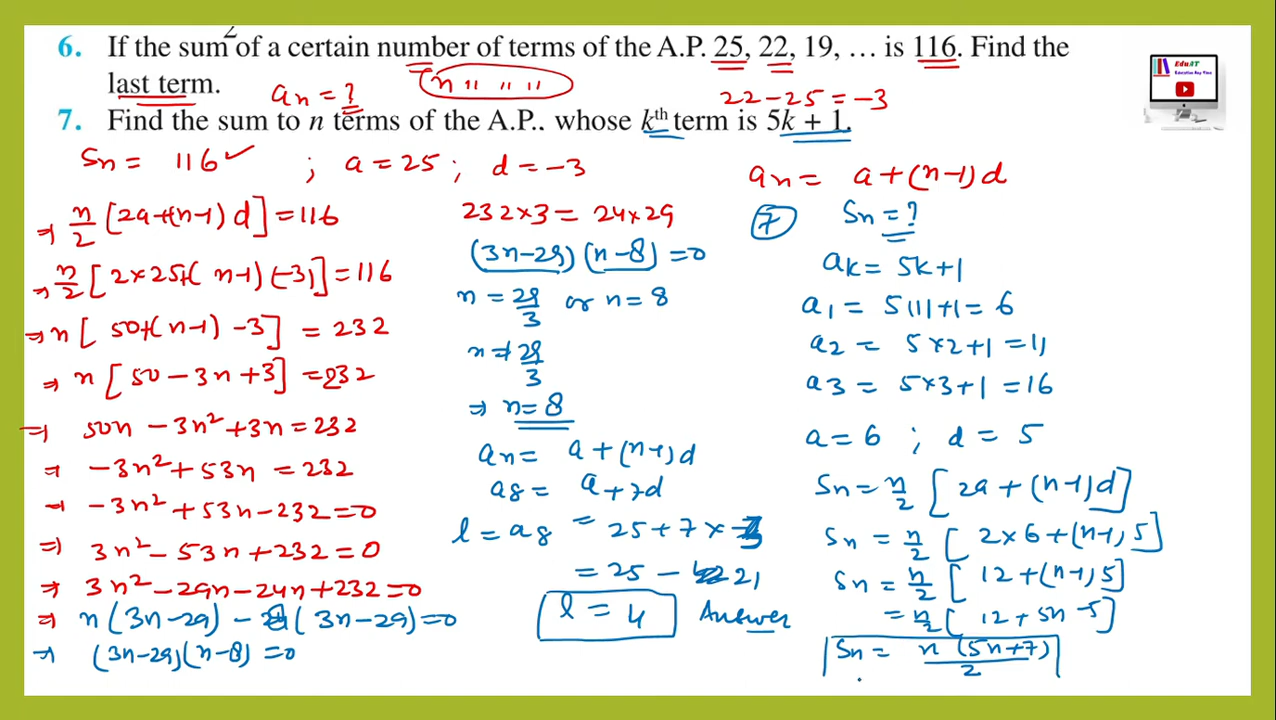 6. If the sum of a certain number of terms of the A.P. 25, 22, 19, … is 116. Find the
last term.
an = ?
(n " " " ")
22 - 25 = -3
7. Find the sum to n terms of the A.P., whose kth term is 5k + 1.
EduAT
Education Any Time
Sn = 116 ✓ ; a = 25 ; d = -3
⇒ n/2 [2a+(n-1) d] = 116
⇒ n/2 [2×25+(n-1) (-3)] = 116
⇒ n [50+(n-1) -3] = 232
⇒ n [50 - 3n + 3] = 232
⇒ 50n - 3n² + 3n = 232
⇒ -3n² + 53n = 232
⇒ -3n² + 53n - 232 = 0
⇒ 3n² - 53n + 232 = 0
⇒ 3n² - 29n - 24n + 232 = 0
⇒ n (3n-29) - 8 (3n-29) = 0
⇒ (3n-29) (n-8) = 0
232×3 = 24×29
(3n-29) (n-8) = 0
n = 29/3 or n = 8
n ≠ 29/3
⇒ n = 8
an = a + (n-1) d
a8 = a + 7d
l = a8 = 25 + 7 × -3
= 25 - 21
l = 4 Answer
an = a + (n-1) d
⑦ Sn = ?
ak = 5k+1
a1 = 5(1)+1 = 6
a2 = 5×2+1 = 11
a3 = 5×3+1 = 16
a = 6 ; d = 5
Sn = n/2 [2a + (n-1) d]
Sn = n/2 [2×6 + (n-1) 5]
Sn = n/2 [12 + (n-1) 5]
= n/2 [12 + 5n - 5]
Sn = n (5n+7)/2